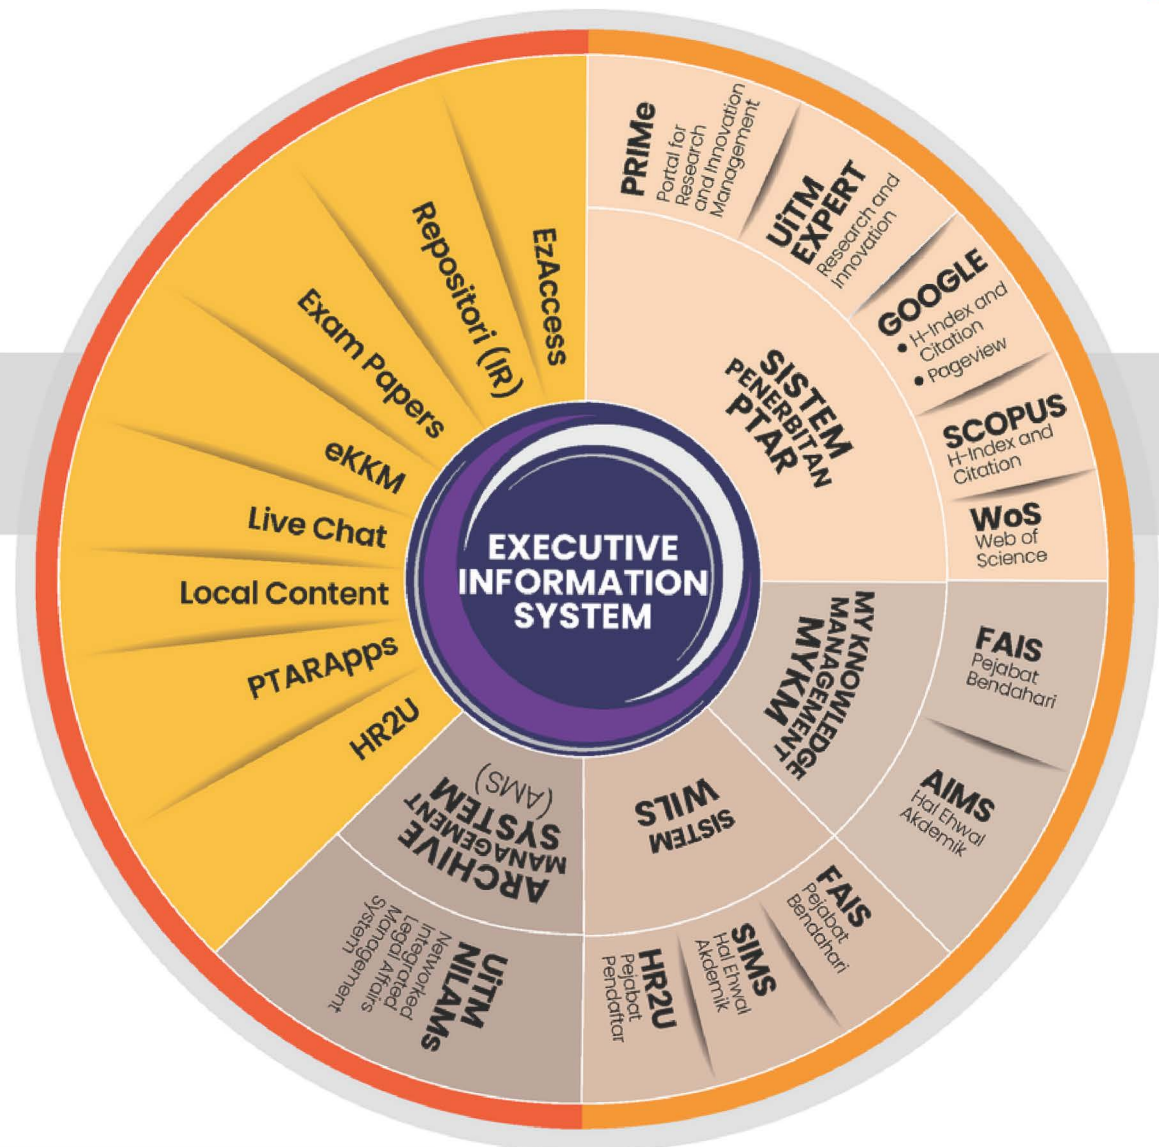 EXECUTIVE
INFORMATION
SYSTEM
PRIMe
Portal for
Research
and Innovation
Management
UiTM
EXPERT
Research and
Innovation
GOOGLE
• H-Index and
Citation
• Pageview
SCOPUS
H-Index and
Citation
WoS
Web of
Science
SISTEM
PENERBITAN
PTAR
MY KNOWLEDGE
MANAGEMENT
MYKM
FAIS
Pejabat
Bendahari
AIMS
Hal Ehwal
Akdemik
SISTEM
WILS
FAIS
Pejabat
Bendahari
SIMS
Hal Ehwal
Akdemik
HR2U
Pejabat
Pendaftar
ARCHIVE
MANAGEMENT
SYSTEM
(AMS)
UiTM
NILAMs
Networked
Integrated
Legal Affairs
Management
System
HR2U
PTARApps
Local Content
Live Chat
eKKM
Exam Papers
Repositori (IR)
EzAccess